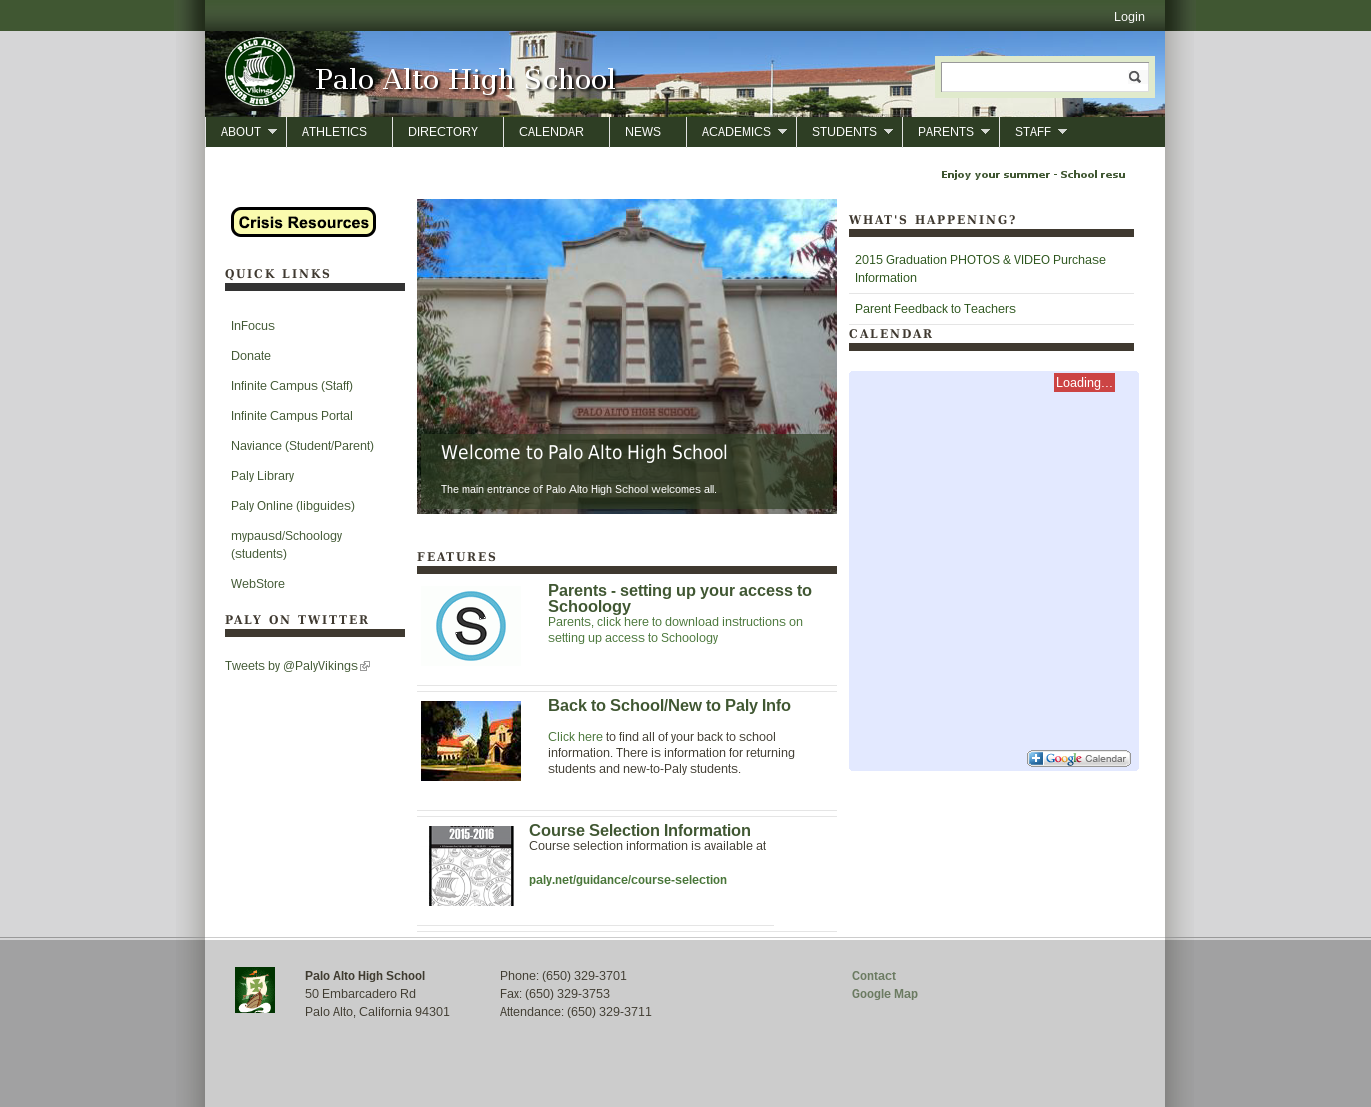 Login
PALO ALTO
Vikings
SENIOR HIGH SCHOOL
Palo Alto High School
ABOUT
ATHLETICS
DIRECTORY
CALENDAR
NEWS
ACADEMICS
STUDENTS
PARENTS
STAFF
Enjoy your summer - School resu
Crisis Resources
QUICK LINKS
InFocus
Donate
Infinite Campus (Staff)
Infinite Campus Portal
Naviance (Student/Parent)
Paly Library
Paly Online (libguides)
mypausd/Schoology
(students)
WebStore
PALY ON TWITTER
Tweets by @PalyVikings
PALO ALTO HIGH SCHOOL
Welcome to Palo Alto High School
The main entrance of Palo Alto High School welcomes all.
FEATURES
S
Parents - setting up your access to
Schoology
Parents, click here to download instructions on
setting up access to Schoology
Back to School/New to Paly Info
Click here to find all of your back to school
information. There is information for returning
students and new-to-Paly students.
2015-2016
Course Selection Information
Course selection information is available at
paly.net/guidance/course-selection
WHAT'S HAPPENING?
2015 Graduation PHOTOS & VIDEO Purchase
Information
Parent Feedback to Teachers
CALENDAR
Loading...
Google Calendar
Palo Alto High School
50 Embarcadero Rd
Palo Alto, California 94301
Phone: (650) 329-3701
Fax: (650) 329-3753
Attendance: (650) 329-3711
Contact
Google Map